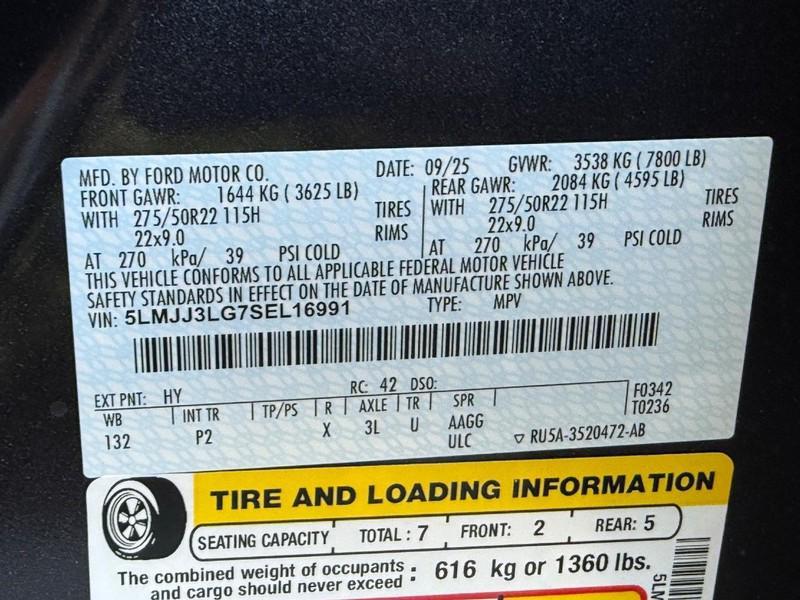 MFD. BY FORD MOTOR CO. DATE: 09/25 GVWR: 3538 KG ( 7800 LB)
FRONT GAWR: 1644 KG ( 3625 LB) REAR GAWR: 2084 KG ( 4595 LB)
WITH 275/50R22 115H TIRES WITH 275/50R22 115H TIRES
22x9.0 RIMS 22x9.0 RIMS
AT 270 kPa/ 39 PSI COLD AT 270 kPa/ 39 PSI COLD
THIS VEHICLE CONFORMS TO ALL APPLICABLE FEDERAL MOTOR VEHICLE
SAFETY STANDARDS IN EFFECT ON THE DATE OF MANUFACTURE SHOWN ABOVE.
VIN: 5LMJJ3LG7SEL16991 TYPE: MPV
EXT PNT: HY RC: 42 DSO: F0342
WB INT TR TP/PS R AXLE TR SPR T0236
132 P2 X 3L U AAGG
ULC ▽ RU5A-3520472-AB
TIRE AND LOADING INFORMATION
SEATING CAPACITY TOTAL : 7 FRONT: 2 REAR: 5
The combined weight of occupants and cargo should never exceed : 616 kg or 1360 lbs.